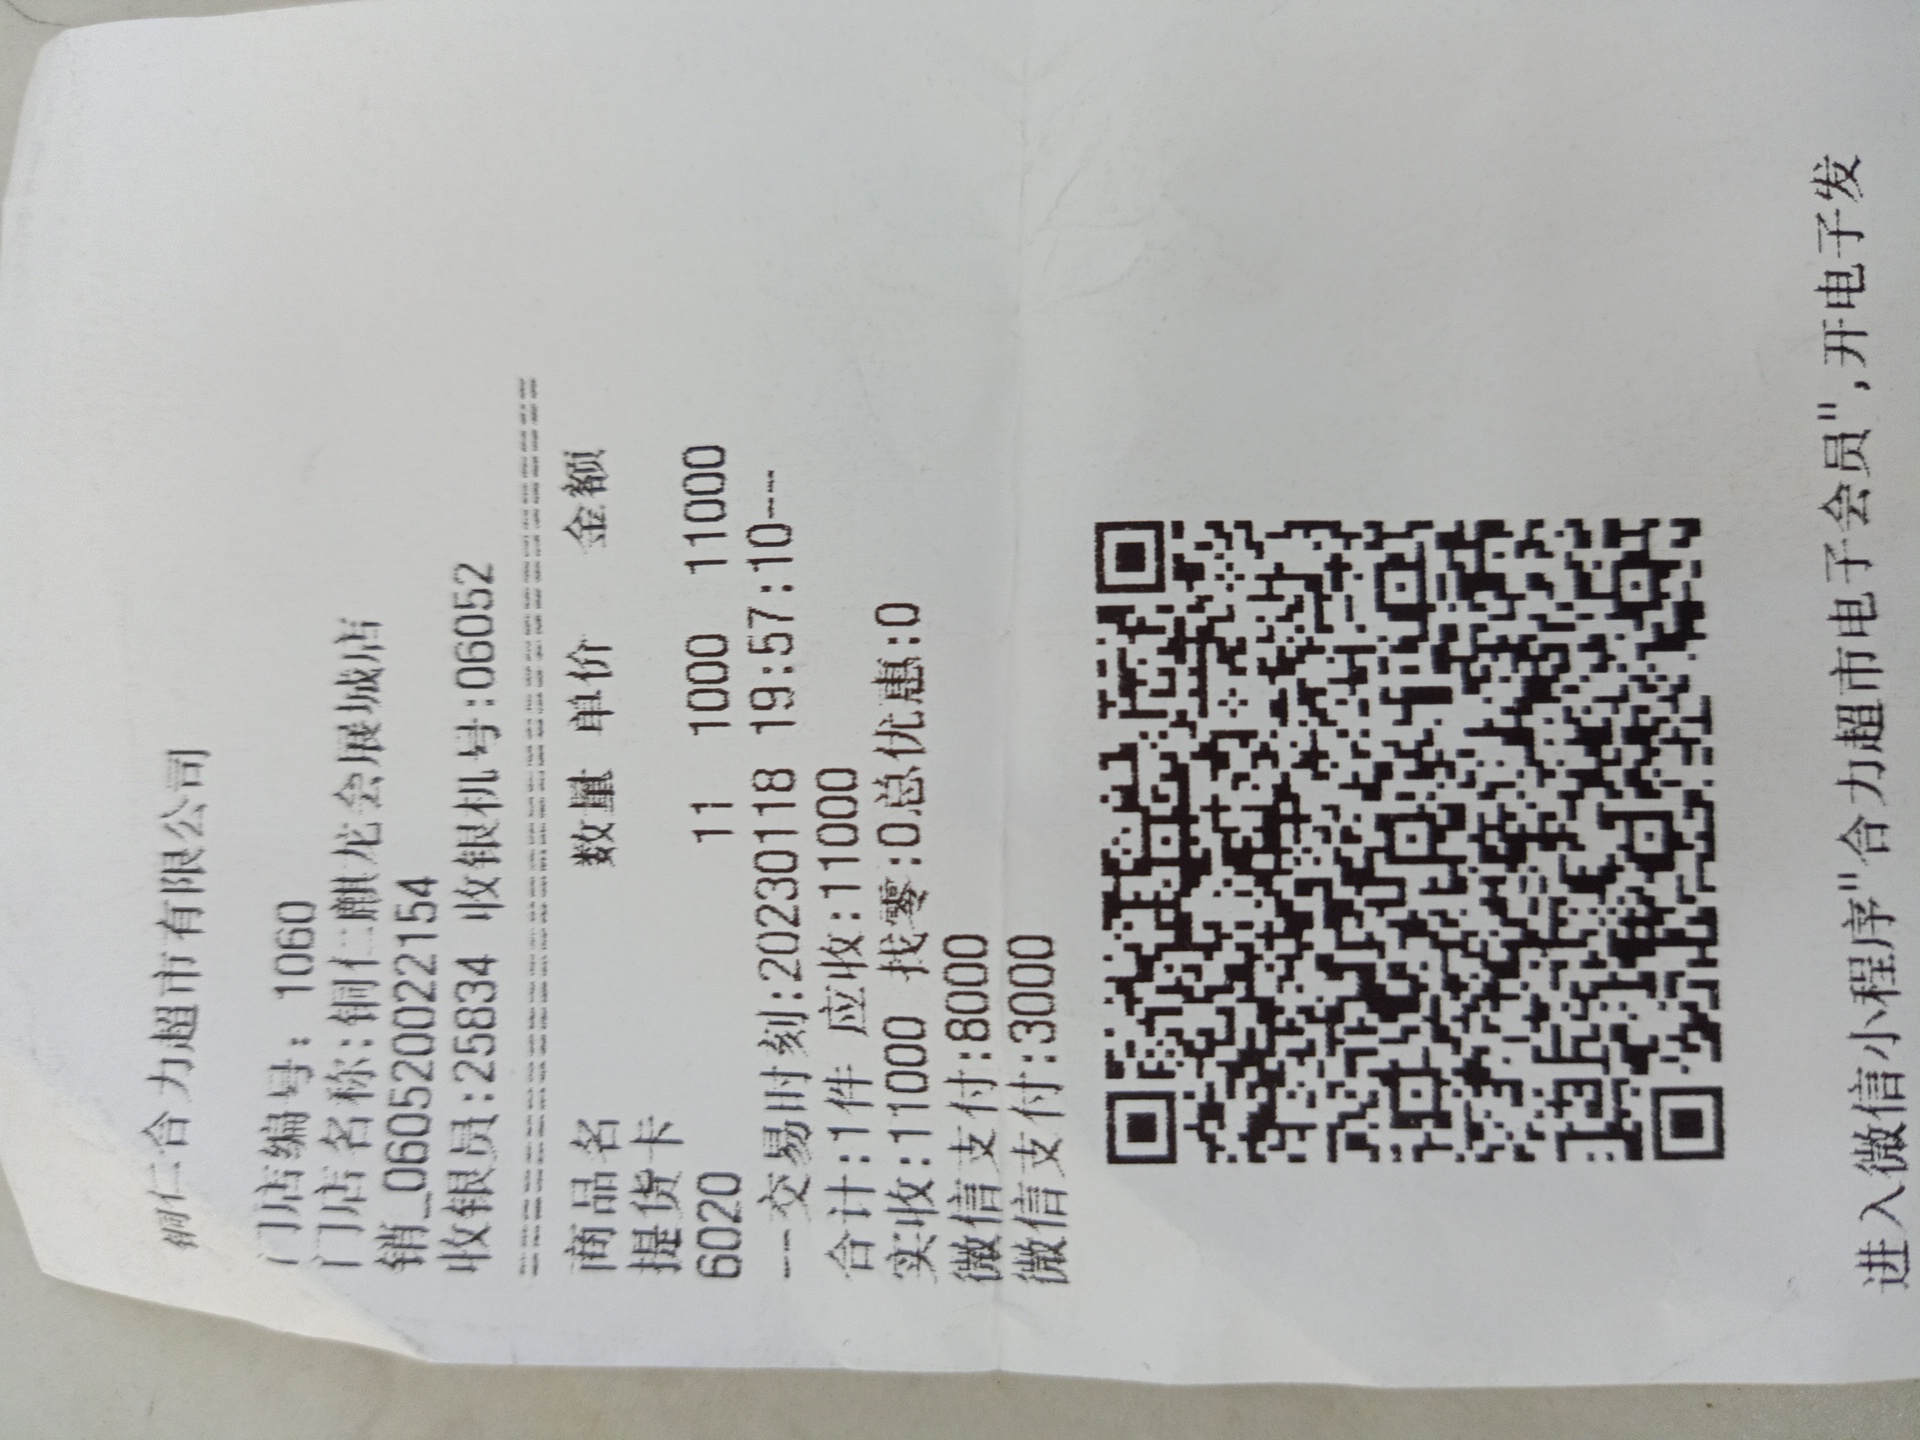 铜仁合力超市有限公司
门店编号: 1060
门店名称:铜仁麒龙会展城店
销_060520022154
收银员:25834 收银机号:06052
================================
商品名 数量 单价 金额
提货卡
6020 11 1000 11000
--交易时刻:20230118 19:57:10---
合计:1件 应收:11000
实收:11000 找零:0总优惠:0
微信支付:8000
微信支付:3000
进入微信小程序"合力超市电子会员",开电子发